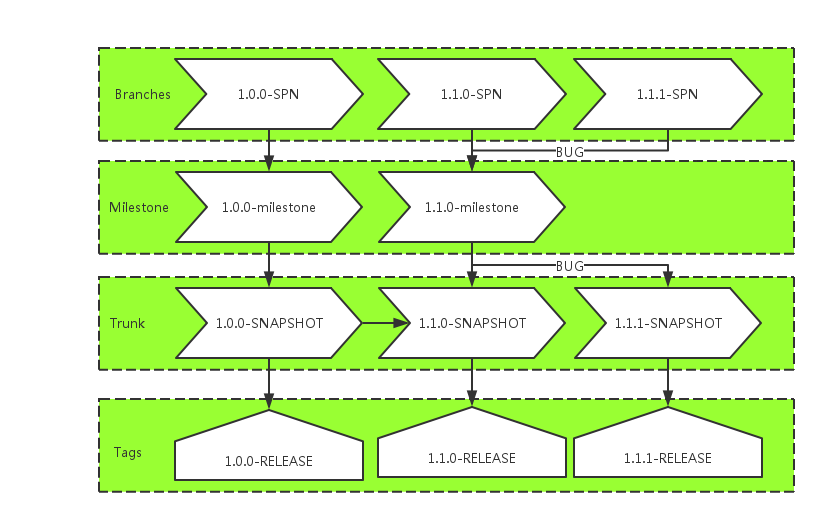 Branches
1.0.0-SPN
1.1.0-SPN
1.1.1-SPN
BUG
Milestone
1.0.0-milestone
1.1.0-milestone
BUG
Trunk
1.0.0-SNAPSHOT
1.1.0-SNAPSHOT
1.1.1-SNAPSHOT
Tags
1.0.0-RELEASE
1.1.0-RELEASE
1.1.1-RELEASE